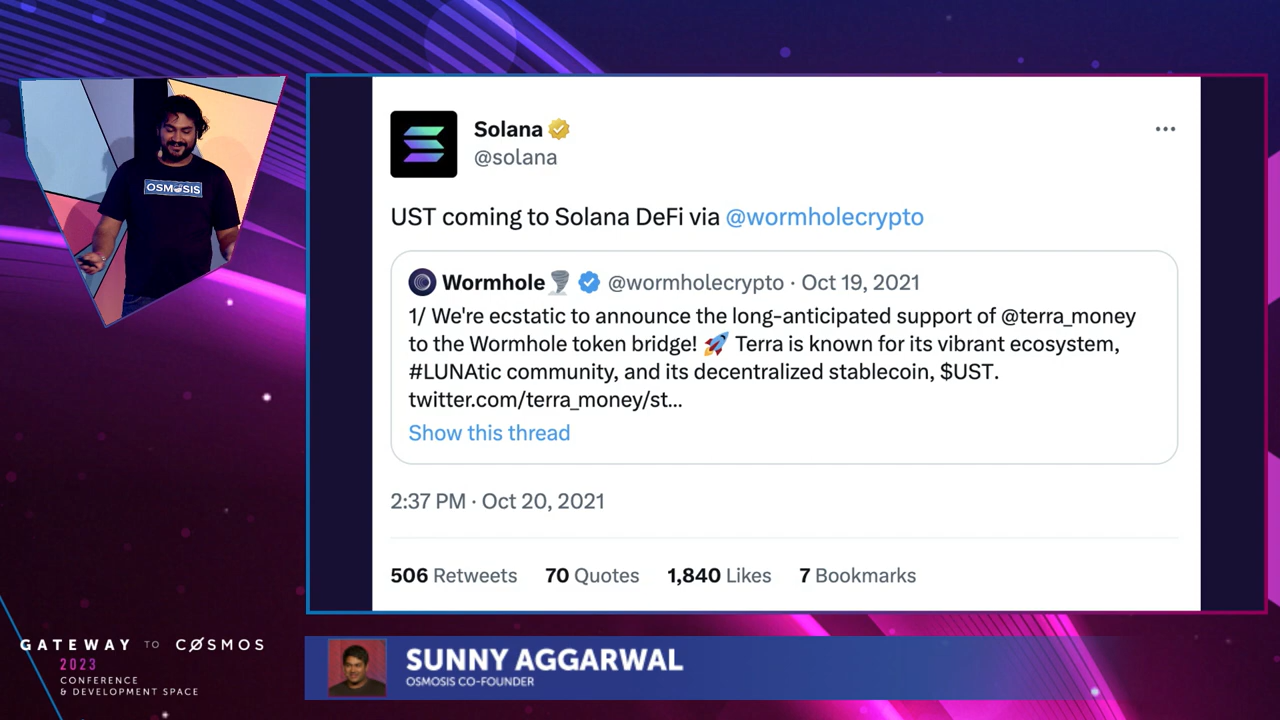 OSMOSIS
Solana
@solana
UST coming to Solana DeFi via @wormholecrypto
Wormhole🌪️ @wormholecrypto · Oct 19, 2021
1/ We're ecstatic to announce the long-anticipated support of @terra_money
to the Wormhole token bridge! 🚀 Terra is known for its vibrant ecosystem,
#LUNAtic community, and its decentralized stablecoin, $UST.
twitter.com/terra_money/st...
Show this thread
2:37 PM · Oct 20, 2021
506 Retweets 70 Quotes 1,840 Likes 7 Bookmarks
GATEWAY TO CØSMOS
2023
CONFERENCE
& DEVELOPMENT SPACE
SUNNY AGGARWAL
OSMOSIS CO-FOUNDER